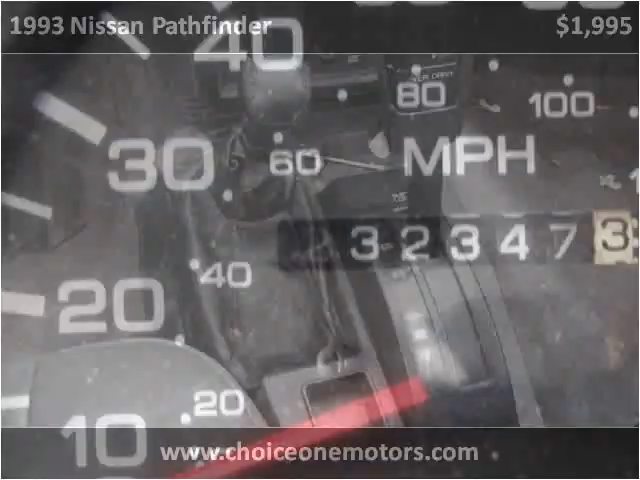 1993 Nissan Pathfinder $1,995
40
80 100
30 60 MPH
3 2 3 4 7 3
40
20
20
10
www.choiceonemotors.com